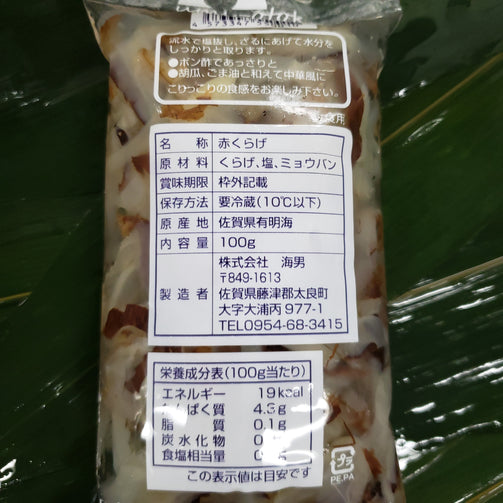 流水で塩抜し、ざるにあげて水分を
しっかりと取ります。
●ポン酢であっさりと
●胡瓜、ごま油と和えて中華風に
こりっこりの食感をお楽しみ下さい。
名称 赤くらげ
原材料 くらげ、塩、ミョウバン
賞味期限 枠外記載
保存方法 要冷蔵(10℃以下)
原産地 佐賀県有明海
内容量 100g
製造者 株式会社 海男
〒849-1613
佐賀県藤津郡太良町
大字大浦丙977-1
TEL0954-68-3415
栄養成分表(100g当たり)
エネルギー 19kcal
たんぱく質 4.3g
脂質 0.1g
炭水化物
食塩相当量
この表示値は目安です
プラ
PE,PA